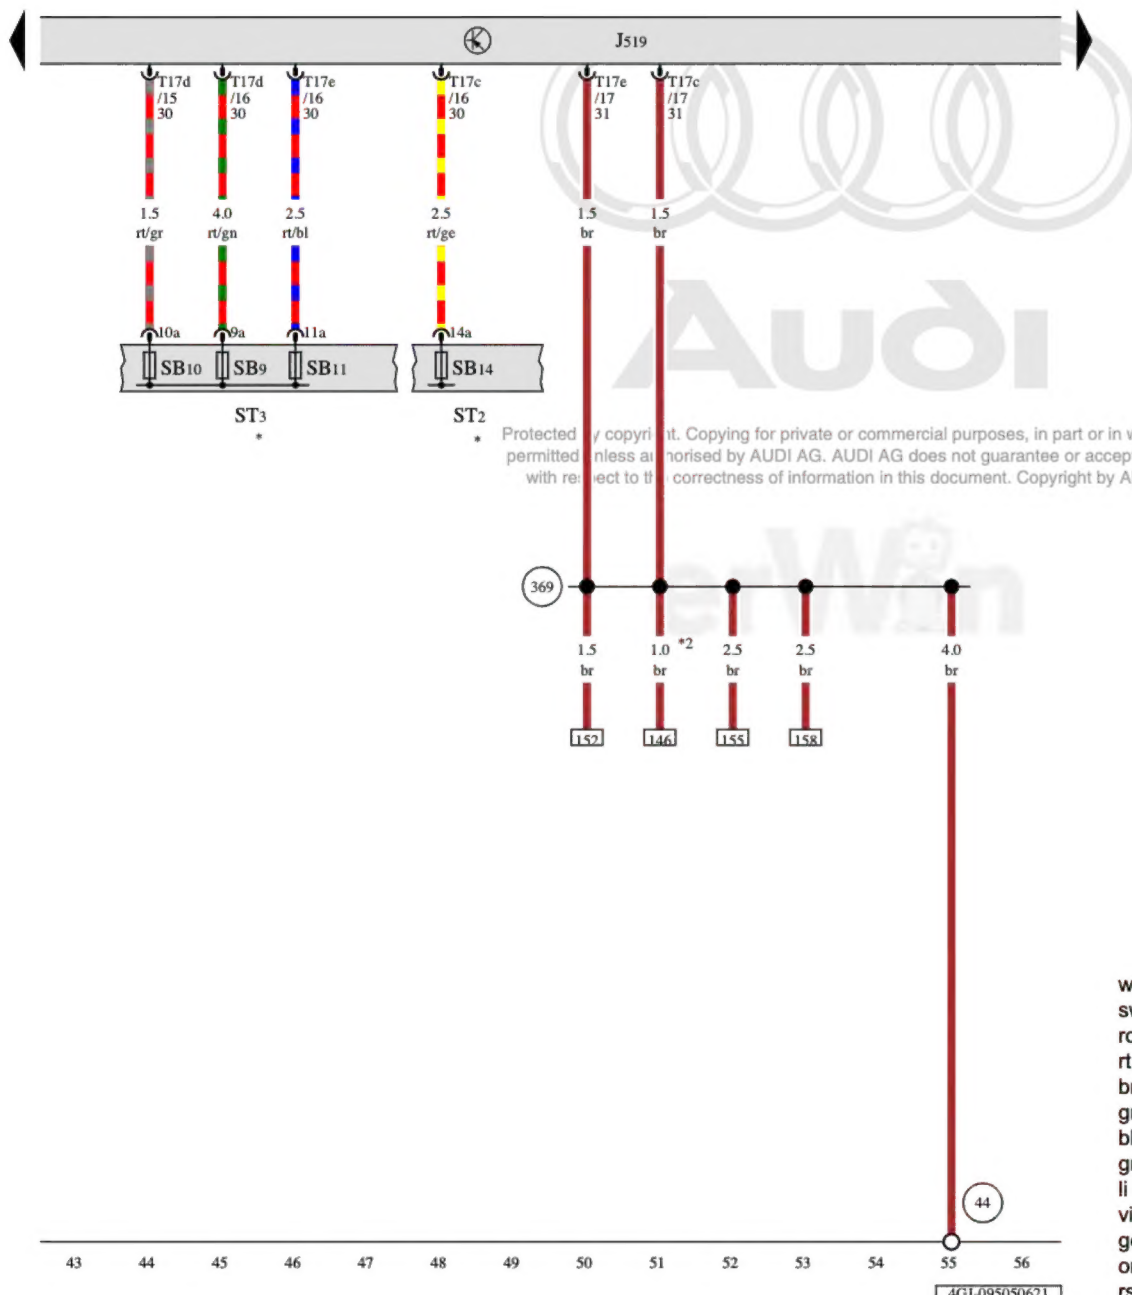 J519
T17d T17d T17e T17c T17e T17c
/15 /16 /16 /16 /17 /17
30 30 30 30 31 31
1.5 4.0 2.5 2.5 1.5 1.5
rt/gr rt/gn rt/bl rt/ge br br
10a 9a 11a 14a
SB10 SB9 SB11 SB14
ST3 ST2
* *
Audi
Protected by copyright. Copying for private or commercial purposes, in part or in w
permitted unless authorised by AUDI AG. AUDI AG does not guarantee or accep
with respect to the correctness of information in this document. Copyright by A
erWin
369
1.5 1.0 *2 2.5 2.5 4.0
br br br br br
152 146 155 158
44
43 44 45 46 47 48 49 50 51 52 53 54 55 56
4GL-095050621
li
rt